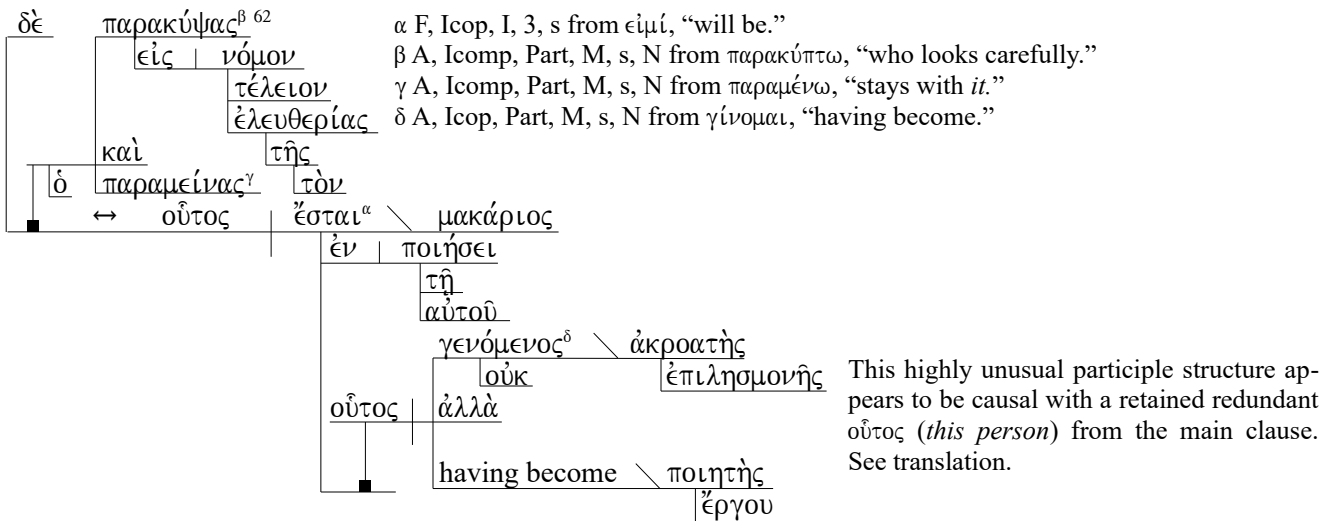 δὲ παρακύψας^β 62 α F, Icop, I, 3, s from εἰμί, “will be.”
εἰς νόμον β A, Icomp, Part, M, s, N from παρακύπτω, “who looks carefully.”
τέλειον γ A, Icomp, Part, M, s, N from παραμένω, “stays with it.”
ἐλευθερίας δ A, Icop, Part, M, s, N from γίνομαι, “having become.”
καὶ τῆς
ὁ παραμείνας^γ τὸν
↔ οὗτος ἔσται^α μακάριος
ἐν ποιήσει
τῇ
αὐτοῦ
γενόμενος^δ ἀκροατὴς
οὐκ ἐπιλησμονῆς This highly unusual participle structure ap-
οὗτος ἀλλὰ pears to be causal with a retained redundant
οὗτος (this person) from the main clause.
having become ποιητὴς See translation.
ἔργου